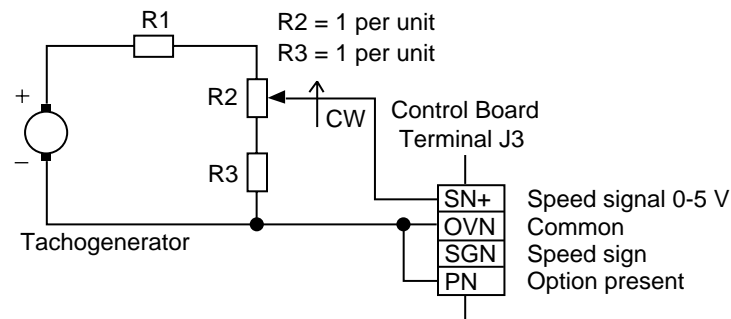 R1
R2 = 1 per unit
R3 = 1 per unit
+
R2
CW
–
R3
Tachogenerator
Control Board
Terminal J3
SN+ Speed signal 0-5 V
OVN Common
SGN Speed sign
PN Option present